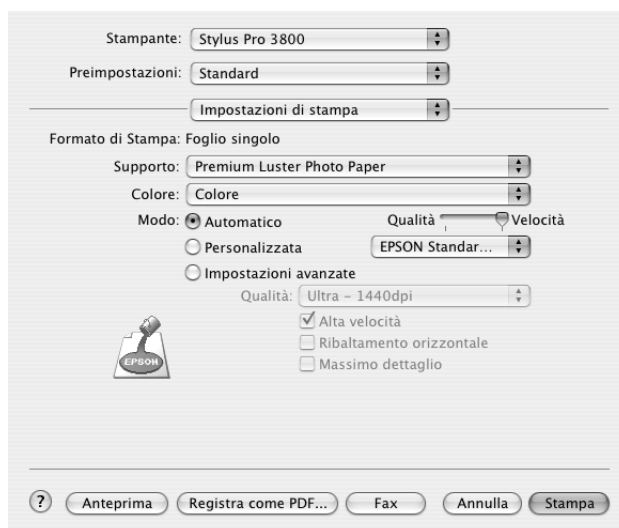 Stampante: Stylus Pro 3800
Preimpostazioni: Standard
Impostazioni di stampa
Formato di Stampa: Foglio singolo
Supporto: Premium Luster Photo Paper
Colore: Colore
Modo: Automatico Qualità Velocità
Personalizzata EPSON Standar...
Impostazioni avanzate
Qualità: Ultra – 1440dpi
Alta velocità
Ribaltamento orizzontale
Massimo dettaglio
EPSON
? Anteprima Registra come PDF... Fax Annulla Stampa